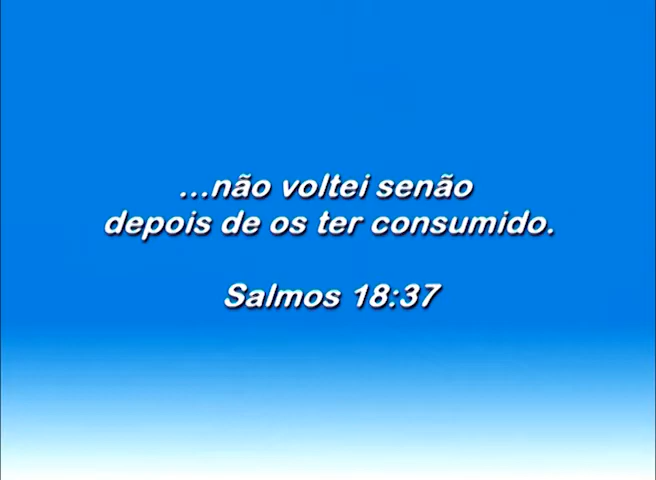 ...não voltei senão
depois de os ter consumido.
Salmos 18:37